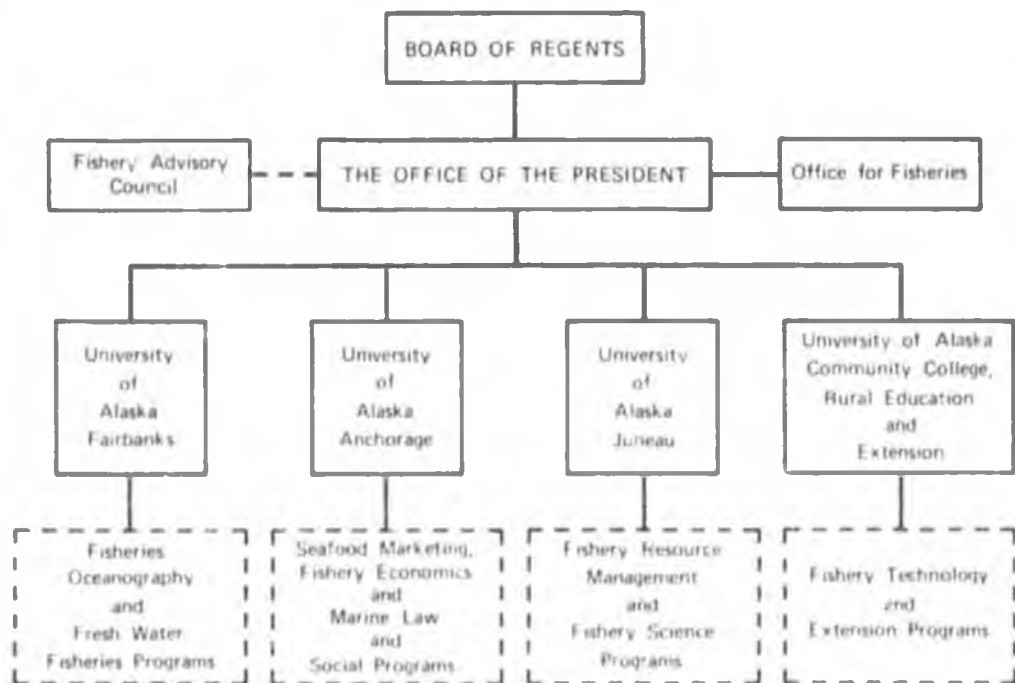 BOARD OF REGENTS
Fishery Advisory
Council
THE OFFICE OF THE PRESIDENT
Office for Fisheries
University
of
Alaska
Fairbanks
University
of
Alaska
Anchorage
University
of
Alaska
Juneau
University of Alaska
Community College,
Rural Education
and
Extension
Fisheries
Oceanography
and
Fresh Water
Fisheries Programs
Seafood Marketing,
Fishery Economics
and
Marine Law
and
Social Programs
Fishery Resource
Management
and
Fishery Science
Programs
Fishery Technology
and
Extension Programs